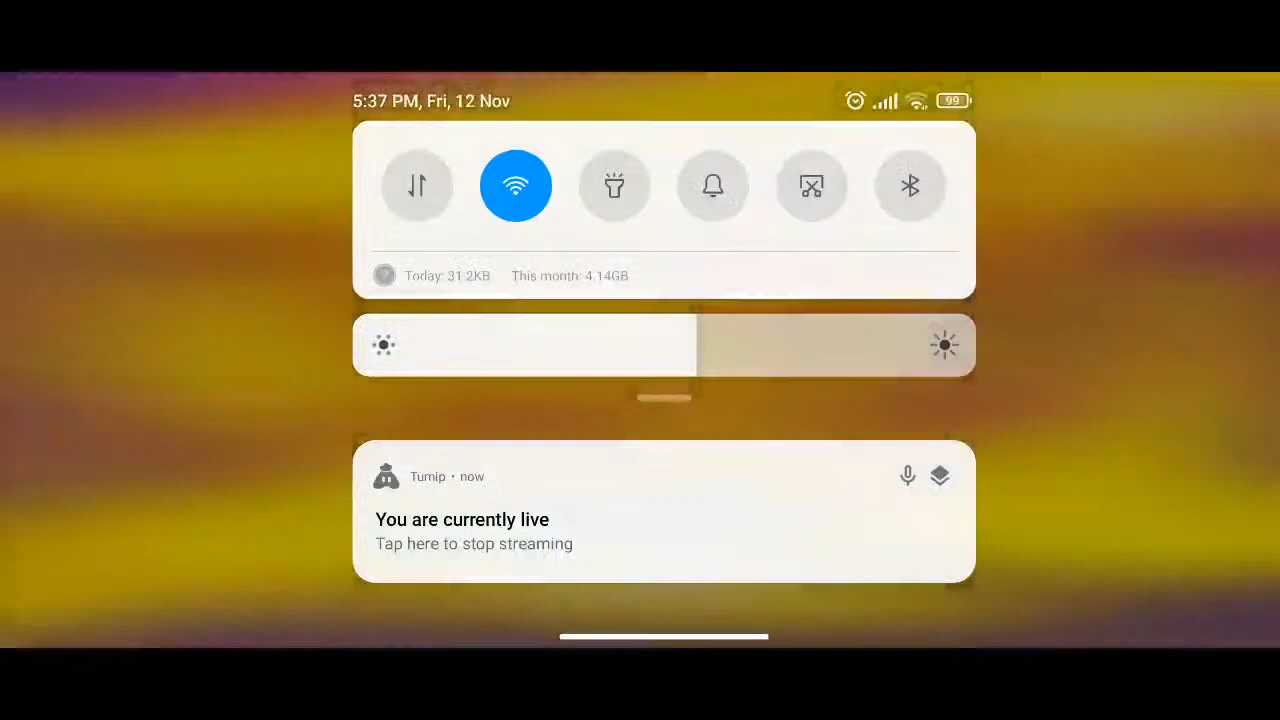 5:37 PM, Fri, 12 Nov 99
Today: 31.2KB This month: 4.14GB
Turnip • now
You are currently live
Tap here to stop streaming